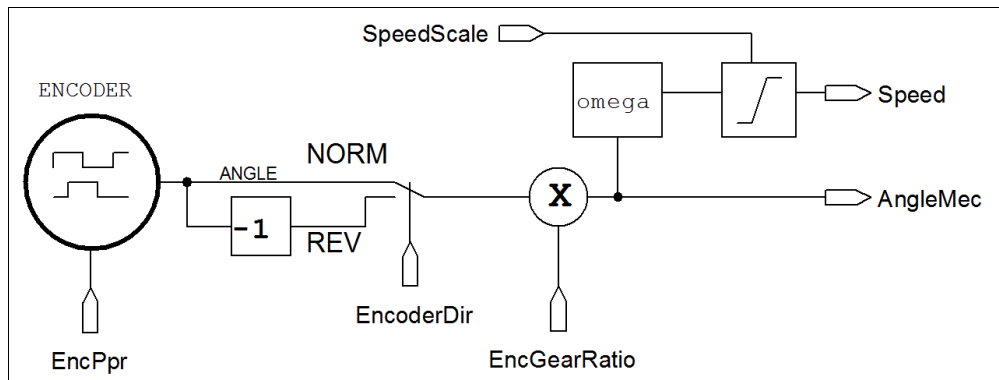 SpeedScale
ENCODER
omega
Speed
NORM
ANGLE
X
AngleMec
-1
REV
EncoderDir
EncPpr
EncGearRatio